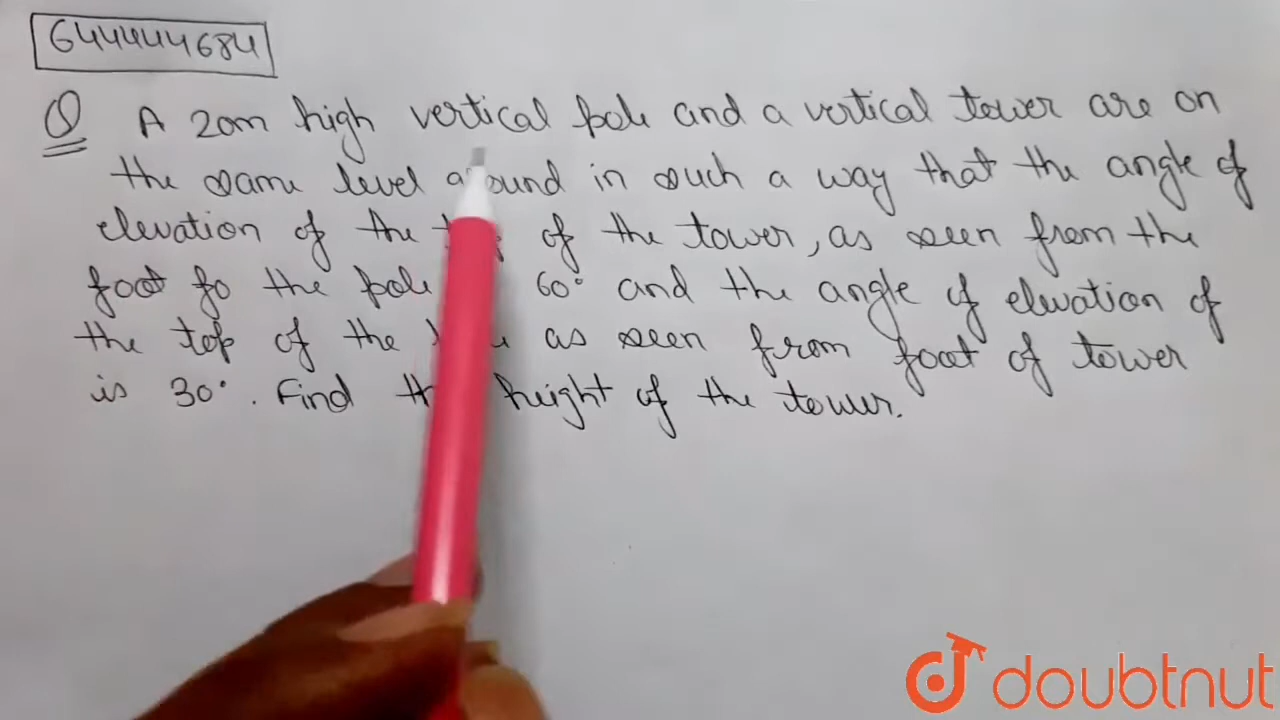 644444684
Q A 20m high vertical pole and a vertical tower are on
the same level ground in such a way that the angle of
elevation of the of the tower, as seen from the
foot fo the pole 60° and the angle of elevation of
the top of the as seen from foot of tower
is 30°. Find the height of the tower.
doubtnut